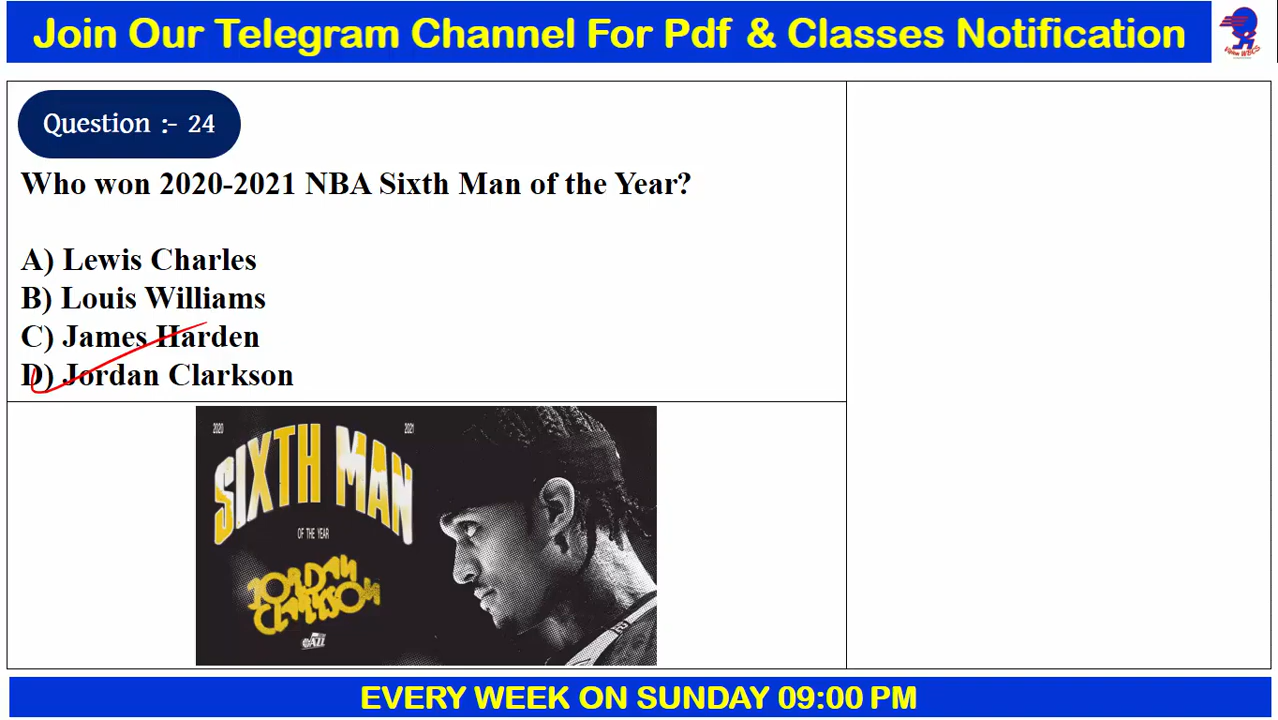 Join Our Telegram Channel For Pdf & Classes Notification
Question :- 24
Who won 2020-2021 NBA Sixth Man of the Year?
A) Lewis Charles
B) Louis Williams
C) James Harden
D) Jordan Clarkson
2020
2021
SIXTH MAN
OF THE YEAR
JORDAN
CLARKSON
JAZZ
EVERY WEEK ON SUNDAY 09:00 PM